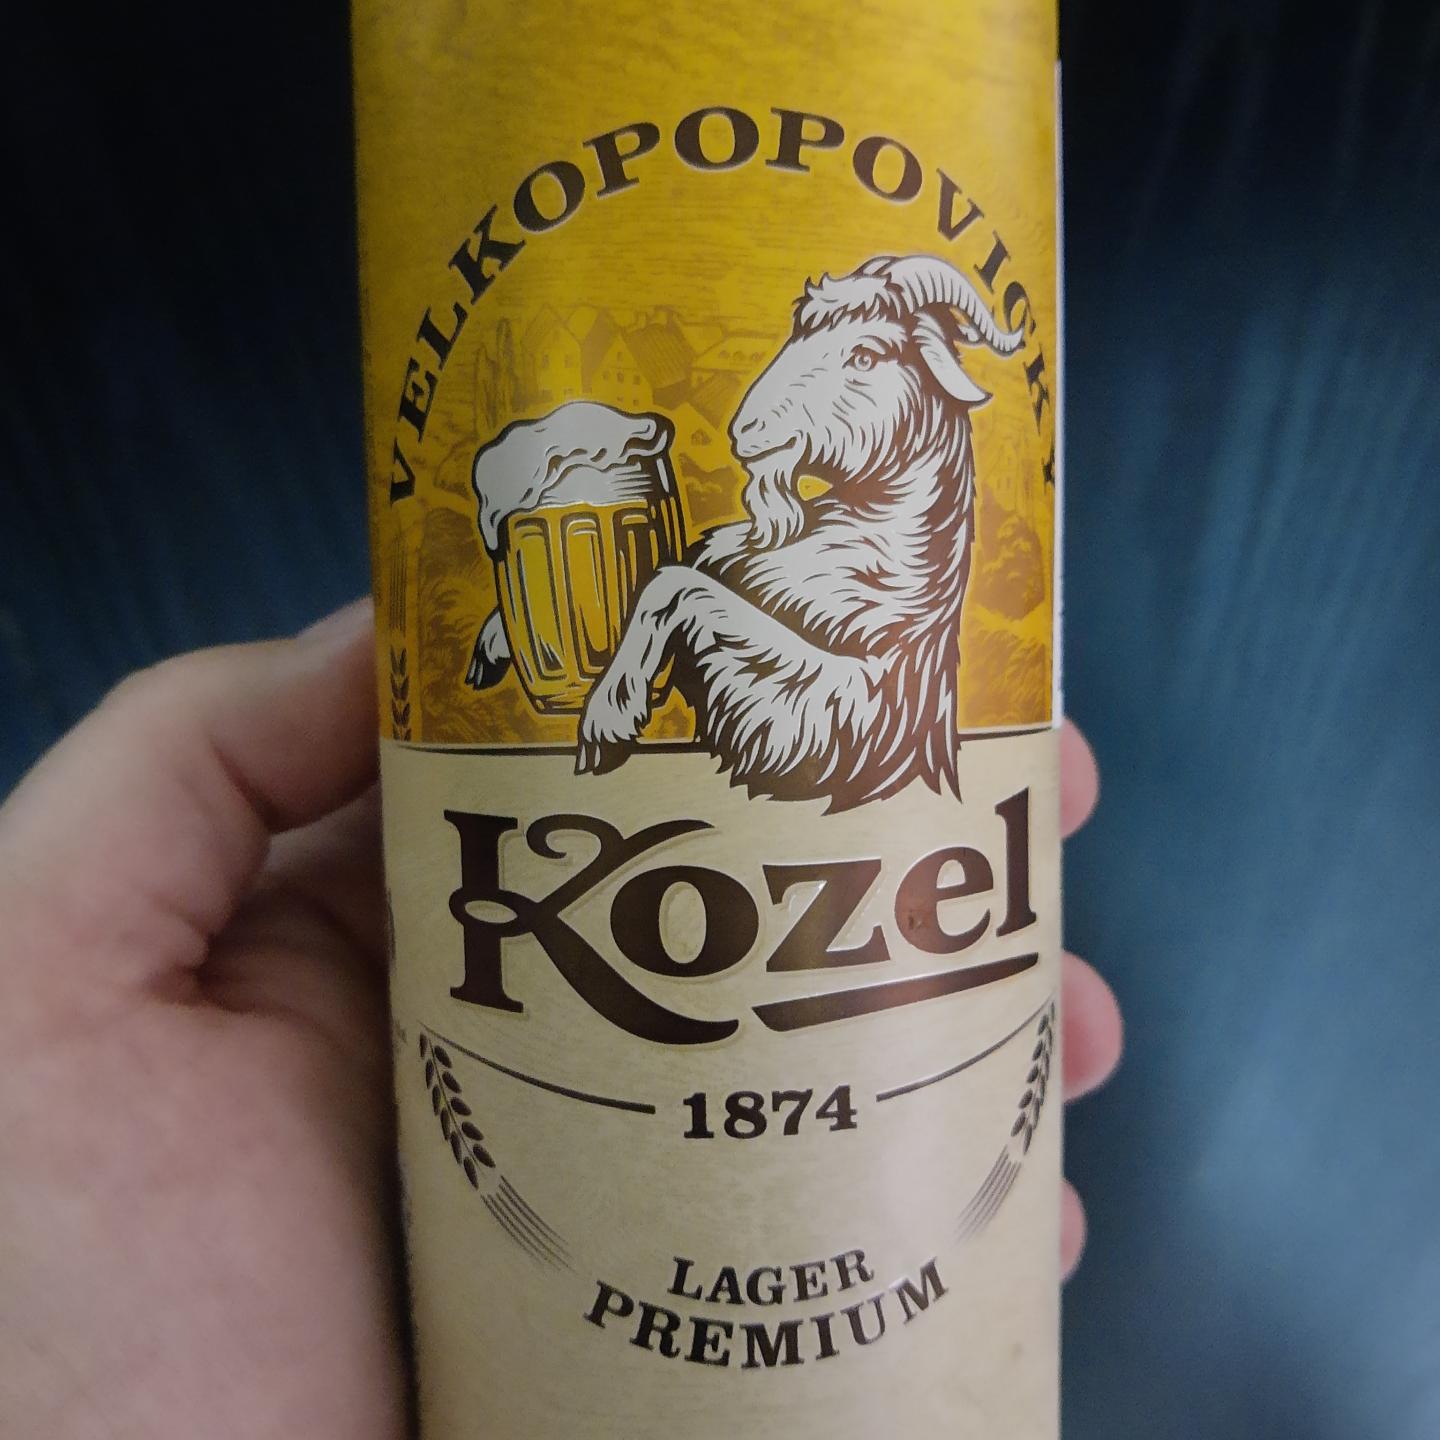 VELKOPOPOVICKÝ
Kozel
1874
LAGER
PREMIUM